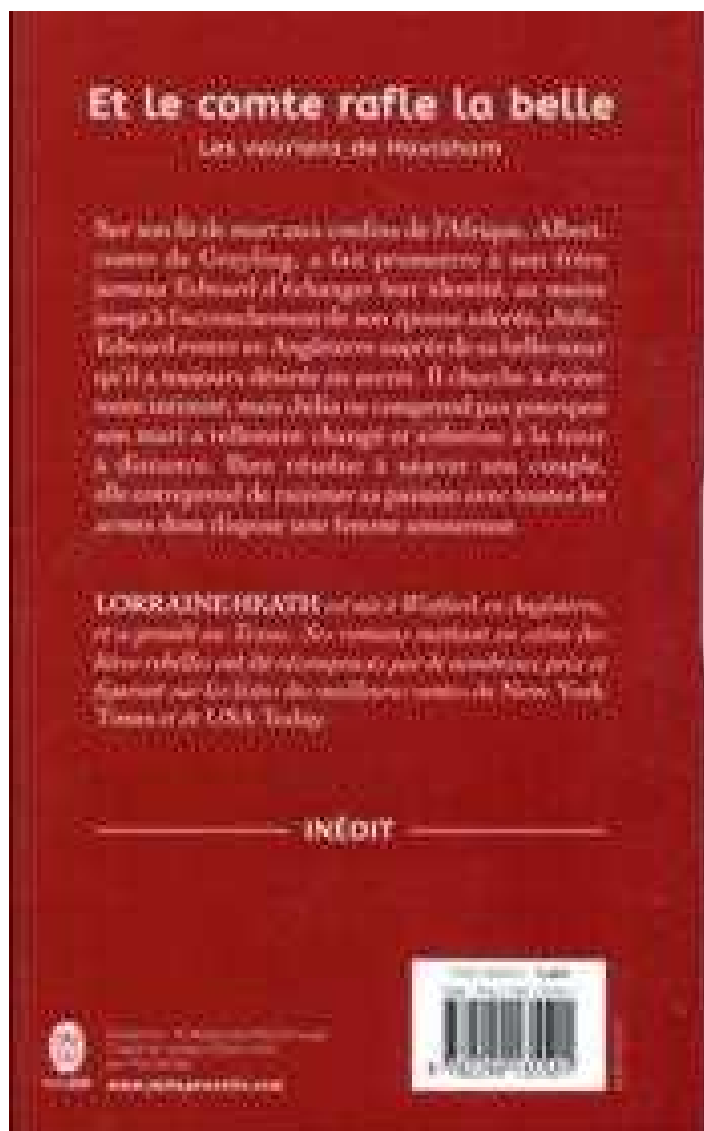 Et le comte rafle la belle
Les vauriens de Havisham
Sur son lit de mort aux confins de l'Afrique, Albert,
comte de Greyling, a fait promettre à son frère
jumeau Edward d'échanger leur identité, au moins
jusqu'à l'accouchement de son épouse adorée, Julia.
Edward rentre en Angleterre auprès de sa belle-sœur
qu'il a toujours désirée en secret. Il cherche à éviter
toute intimité, mais Julia ne comprend pas pourquoi
son mari a tellement changé et s'obstine à la tenir
à distance. Bien résolue à sauver son couple,
elle entreprend de ranimer sa passion avec toutes les
armes dont dispose une femme amoureuse.
LORRAINE HEATH est née à Watford en Angleterre,
et a grandi au Texas. Ses romans mettant en scène des
héros rebelles ont été récompensés par de nombreux prix et
figurent sur les listes des meilleures ventes du New York
Times et de USA Today.
INÉDIT